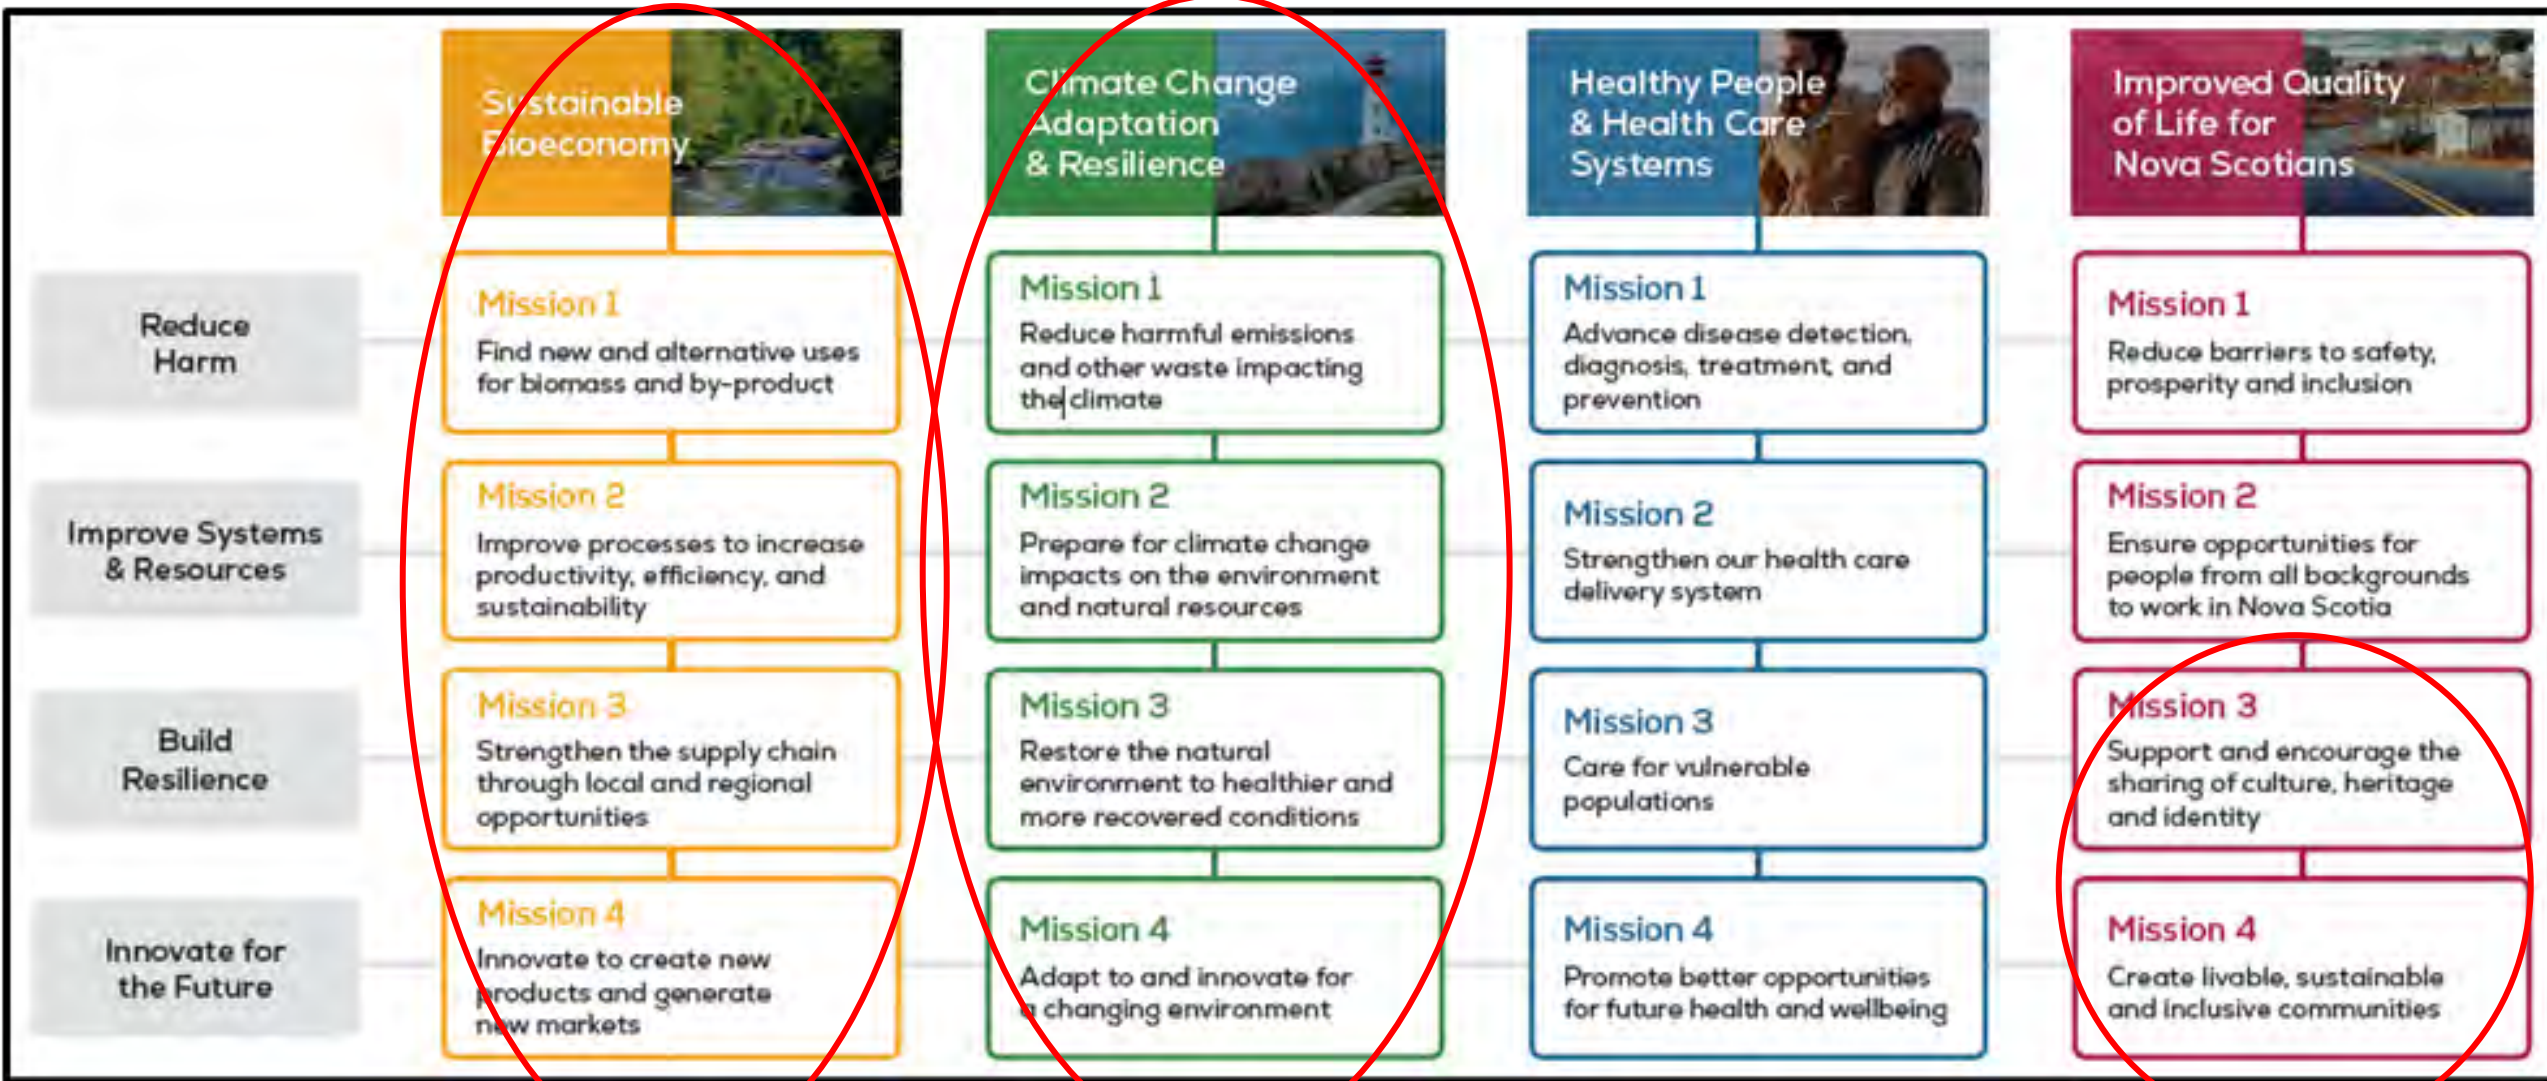 Sustainable
Bioeconomy
Climate Change
Adaptation
& Resilience
Healthy People
& Health Care
Systems
Improved Quality
of Life for
Nova Scotians
Reduce
Harm
Mission 1
Find new and alternative uses
for biomass and by-product
Mission 1
Reduce harmful emissions
and other waste impacting
the climate
Mission 1
Advance disease detection,
diagnosis, treatment, and
prevention
Mission 1
Reduce barriers to safety,
prosperity and inclusion
Improve Systems
& Resources
Mission 2
Improve processes to increase
productivity, efficiency, and
sustainability
Mission 2
Prepare for climate change
impacts on the environment
and natural resources
Mission 2
Strengthen our health care
delivery system
Mission 2
Ensure opportunities for
people from all backgrounds
to work in Nova Scotia
Build
Resilience
Mission 3
Strengthen the supply chain
through local and regional
opportunities
Mission 3
Restore the natural
environment to healthier and
more recovered conditions
Mission 3
Care for vulnerable
populations
Mission 3
Support and encourage the
sharing of culture, heritage
and identity
Innovate for
the Future
Mission 4
Innovate to create new
products and generate
new markets
Mission 4
Adapt to and innovate for
a changing environment
Mission 4
Promote better opportunities
for future health and wellbeing
Mission 4
Create livable, sustainable
and inclusive communities